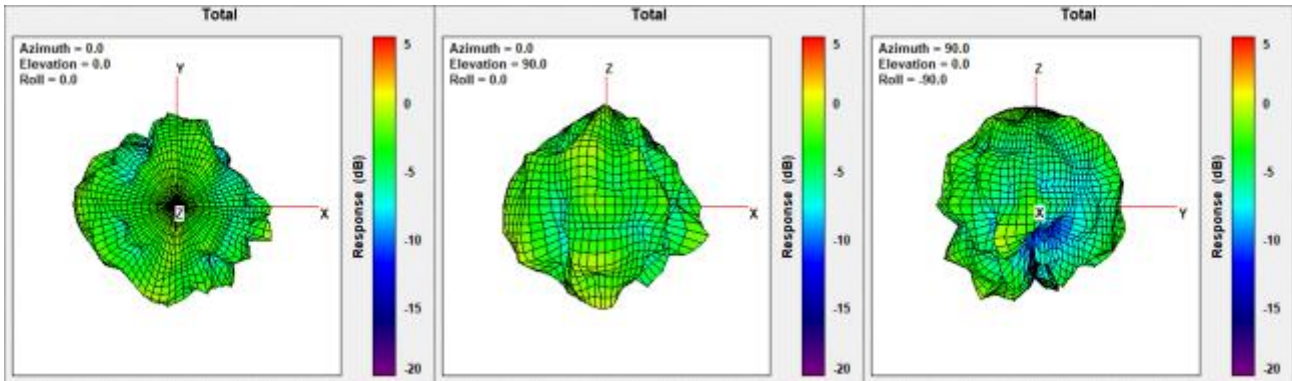 Total
Azimuth = 0.0
Elevation = 0.0
Roll = 0.0
Y
X
Z
5
0
-5
-10
-15
-20
Response (dB)
Total
Azimuth = 0.0
Elevation = 90.0
Roll = 0.0
Z
X
5
0
-5
-10
-15
-20
Response (dB)
Total
Azimuth = 90.0
Elevation = 0.0
Roll = -90.0
Z
X
Y
5
0
-5
-10
-15
-20
Response (dB)